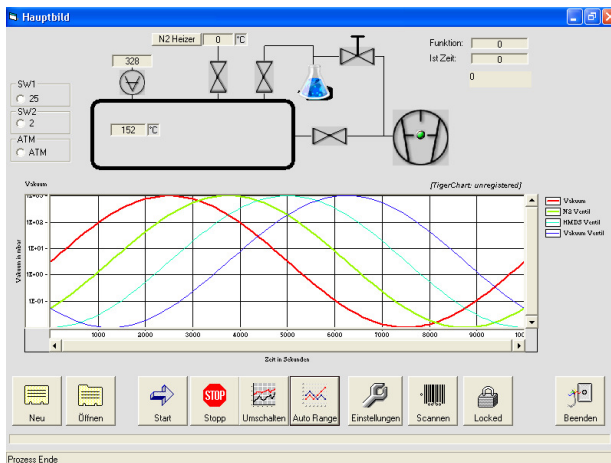 Hauptbild
N2 Heizer 0 °C
Funktion: 0
Ist Zeit: 0
0
328
SW1
25
SW2
2
ATM
ATM
152 °C
Vakuum
[TigerChart: unregistered]
1E+02
1E+01
1E+00
1E-01
Vakuum in mbar
1000 2000 3000 4000 5000 6000 7000 8000 9000
Zeit in Sekunden
Vakuum
N2 Ventil
HMDS Ventil
Vakuum Ventil
STOP
Neu Öffnen Start Stopp Umschalten Auto Range Einstellungen Scannen Locked Beenden
Prozess Ende